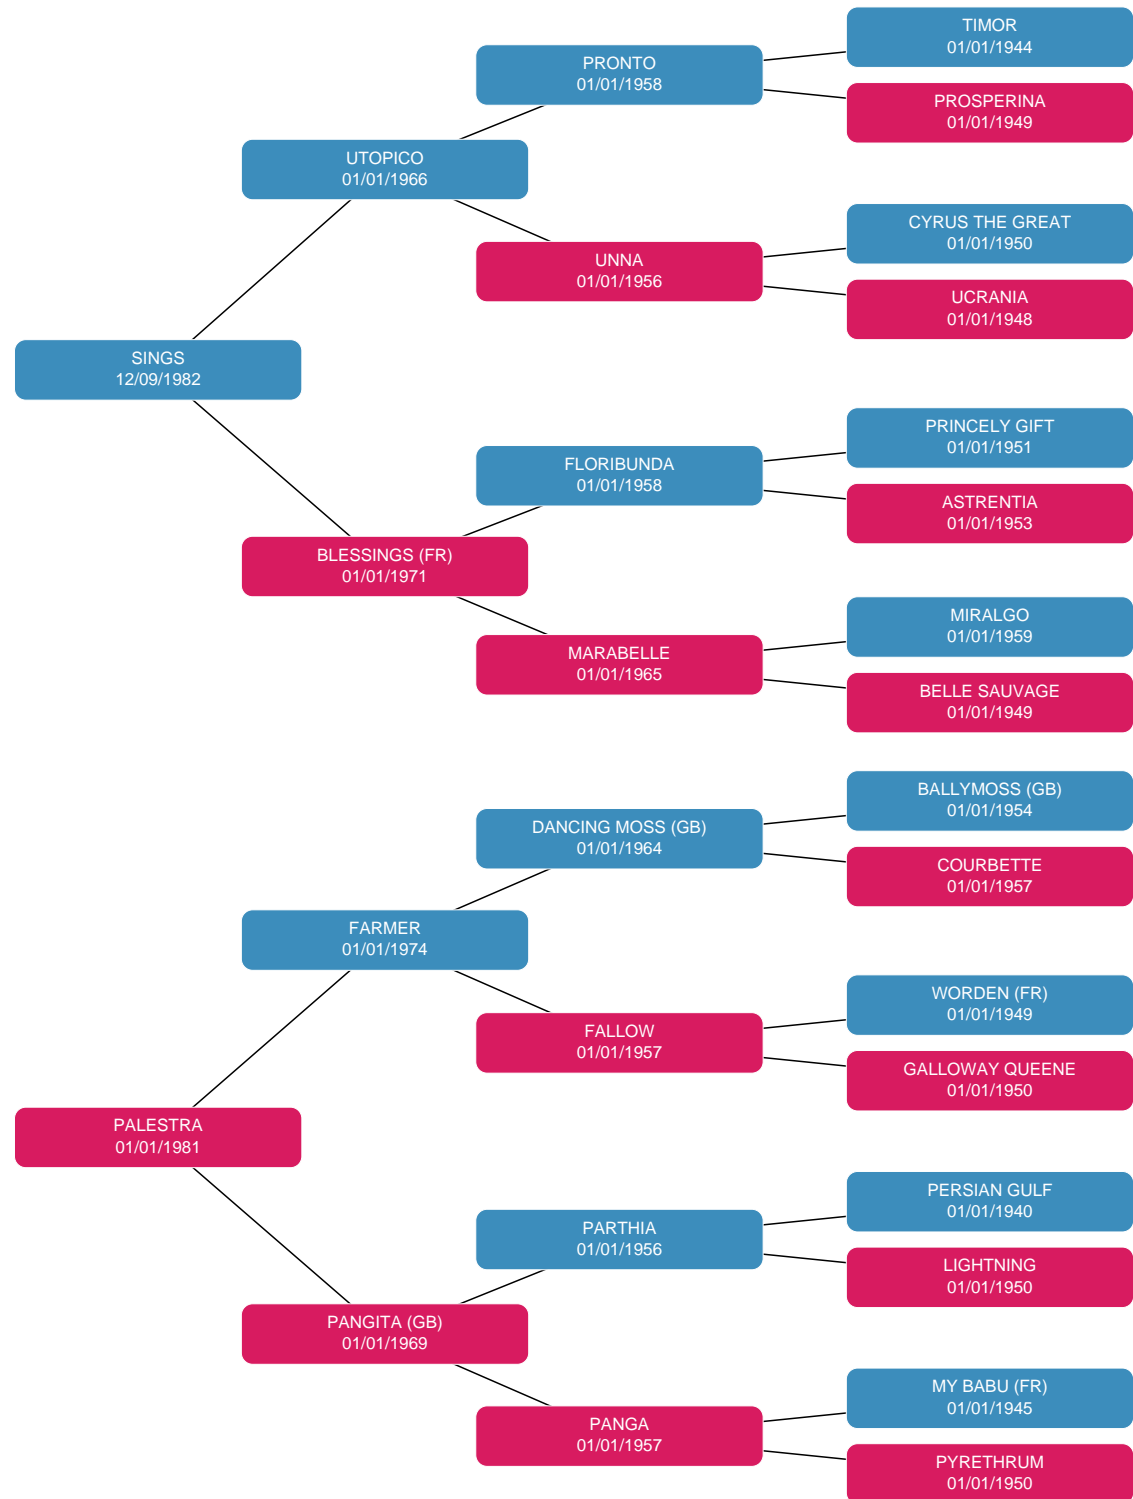 TIMOR
01/01/1944
PRONTO
01/01/1958
PROSPERINA
01/01/1949
UTOPICO
01/01/1966
CYRUS THE GREAT
01/01/1950
UNNA
01/01/1956
UCRANIA
01/01/1948
SINGS
12/09/1982
PRINCELY GIFT
01/01/1951
FLORIBUNDA
01/01/1958
ASTRENTIA
01/01/1953
BLESSINGS (FR)
01/01/1971
MIRALGO
01/01/1959
MARABELLE
01/01/1965
BELLE SAUVAGE
01/01/1949
BALLYMOSS (GB)
01/01/1954
DANCING MOSS (GB)
01/01/1964
COURBETTE
01/01/1957
FARMER
01/01/1974
WORDEN (FR)
01/01/1949
FALLOW
01/01/1957
GALLOWAY QUEENE
01/01/1950
PALESTRA
01/01/1981
PERSIAN GULF
01/01/1940
PARTHIA
01/01/1956
LIGHTNING
01/01/1950
PANGITA (GB)
01/01/1969
MY BABU (FR)
01/01/1945
PANGA
01/01/1957
PYRETHRUM
01/01/1950